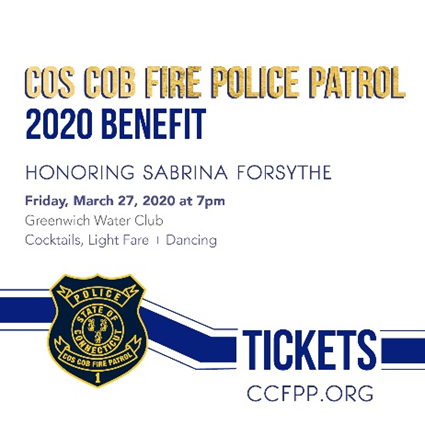 COS COB FIRE POLICE PATROL
2020 BENEFIT
HONORING SABRINA FORSYTHE
Friday, March 27, 2020 at 7pm
Greenwich Water Club
Cocktails, Light Fare | Dancing
POLICE
STATE OF
CONNECTICUT
COS COB FIRE PATROL
1
TICKETS
CCFPP.ORG